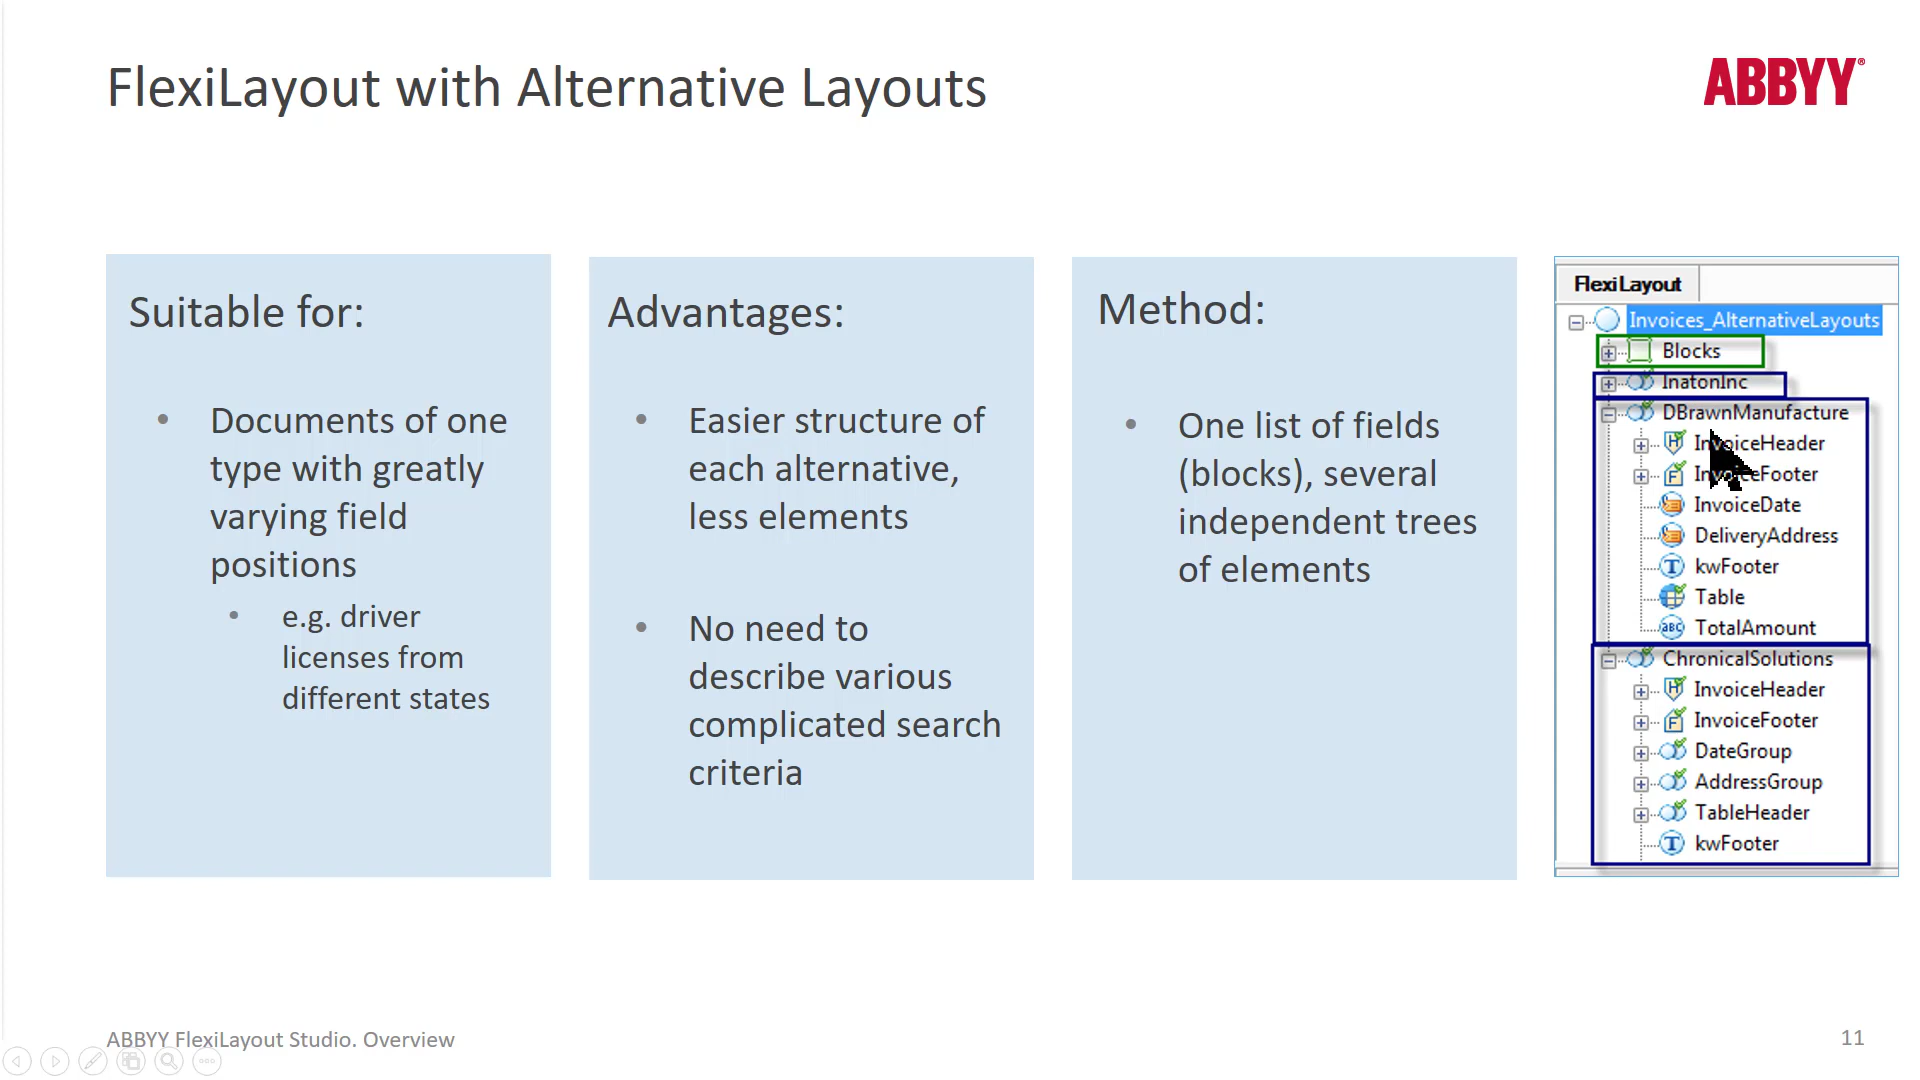 FlexiLayout with Alternative Layouts
ABBYY®
Suitable for:
• Documents of one
type with greatly
varying field
positions
• e.g. driver
licenses from
different states
Advantages:
• Easier structure of
each alternative,
less elements
• No need to
describe various
complicated search
criteria
Method:
• One list of fields
(blocks), several
independent trees
of elements
FlexiLayout
Invoices_AlternativeLayouts
Blocks
InatonInc
DBrawnManufacture
InvoiceHeader
InvoiceFooter
InvoiceDate
DeliveryAddress
kwFooter
Table
TotalAmount
ChronicalSolutions
InvoiceHeader
InvoiceFooter
DateGroup
AddressGroup
TableHeader
kwFooter
ABBYY FlexiLayout Studio. Overview
11